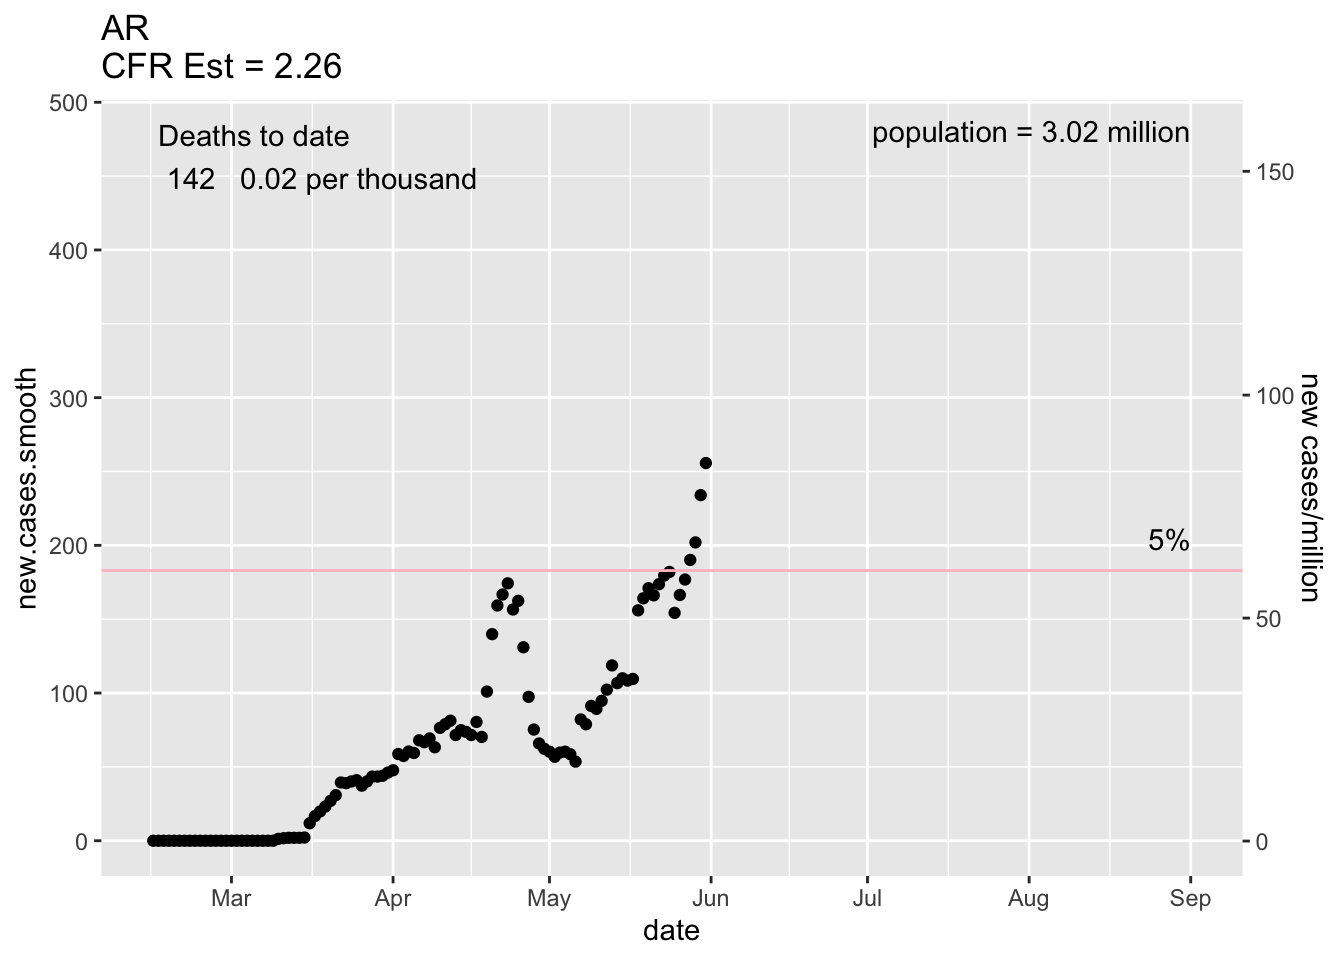 AR
CFR Est = 2.26
Deaths to date
142 0.02 per thousand
population = 3.02 million
500
400
300
200
100
0
new.cases.smooth
150
100
50
0
new cases/million
5%
Mar Apr May Jun Jul Aug Sep
date